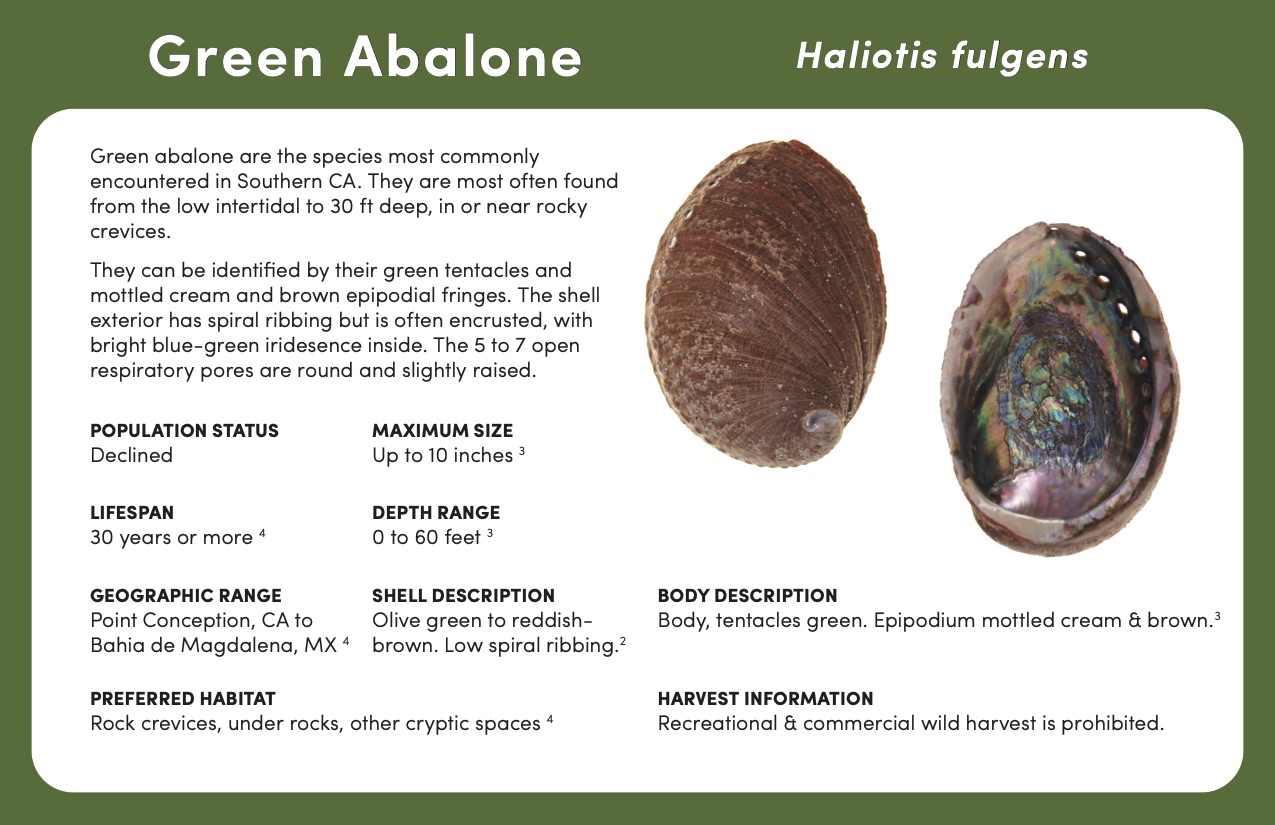 Green Abalone
Haliotis fulgens
Green abalone are the species most commonly
encountered in Southern CA. They are most often found
from the low intertidal to 30 ft deep, in or near rocky
crevices.
They can be identified by their green tentacles and
mottled cream and brown epipodial fringes. The shell
exterior has spiral ribbing but is often encrusted, with
bright blue-green iridesence inside. The 5 to 7 open
respiratory pores are round and slightly raised.
POPULATION STATUS
Declined
MAXIMUM SIZE
Up to 10 inches ³
LIFESPAN
30 years or more ⁴
DEPTH RANGE
0 to 60 feet ³
GEOGRAPHIC RANGE
Point Conception, CA to
Bahia de Magdalena, MX ⁴
SHELL DESCRIPTION
Olive green to reddish-
brown. Low spiral ribbing.²
BODY DESCRIPTION
Body, tentacles green. Epipodium mottled cream & brown.³
PREFERRED HABITAT
Rock crevices, under rocks, other cryptic spaces ⁴
HARVEST INFORMATION
Recreational & commercial wild harvest is prohibited.